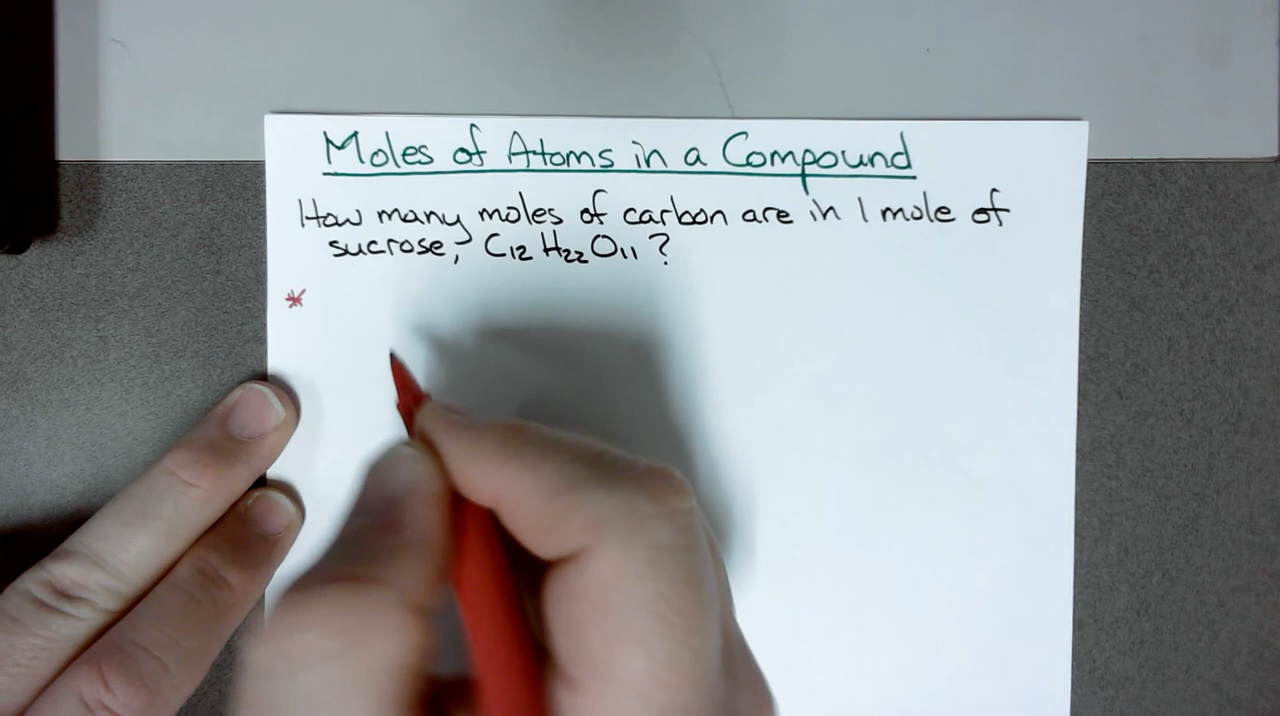 Moles of Atoms in a Compound
How many moles of carbon are in 1 mole of
sucrose, C₁₂H₂₂O₁₁?
*